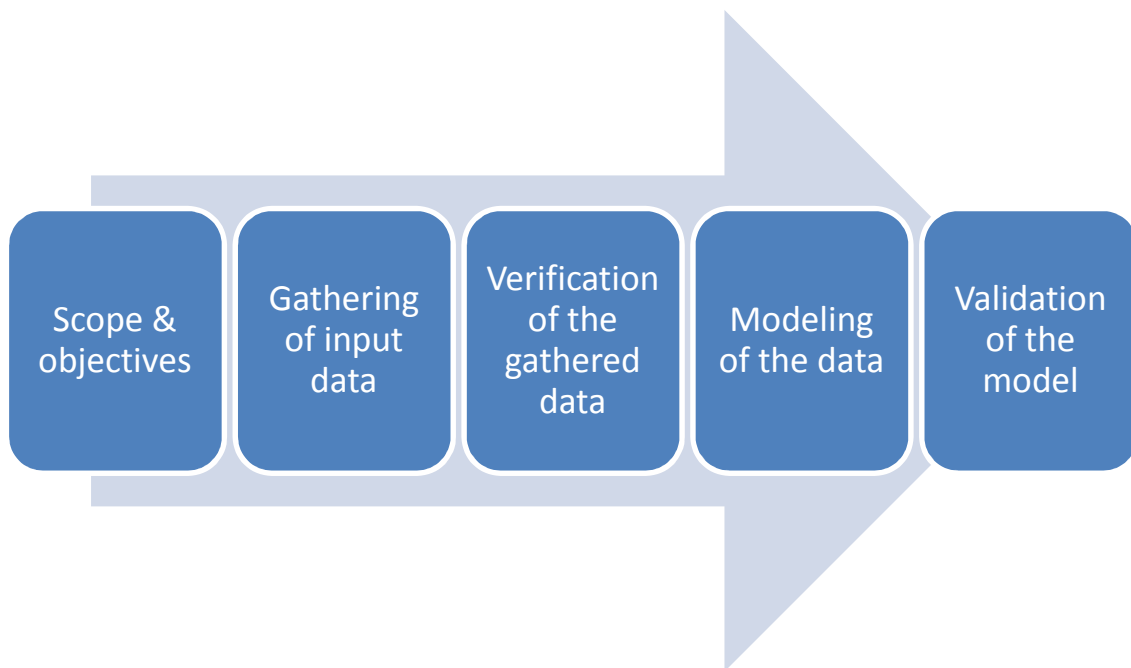 Scope &
objectives
Gathering
of input
data
Verification
of the
gathered
data
Modeling
of the data
Validation
of the
model